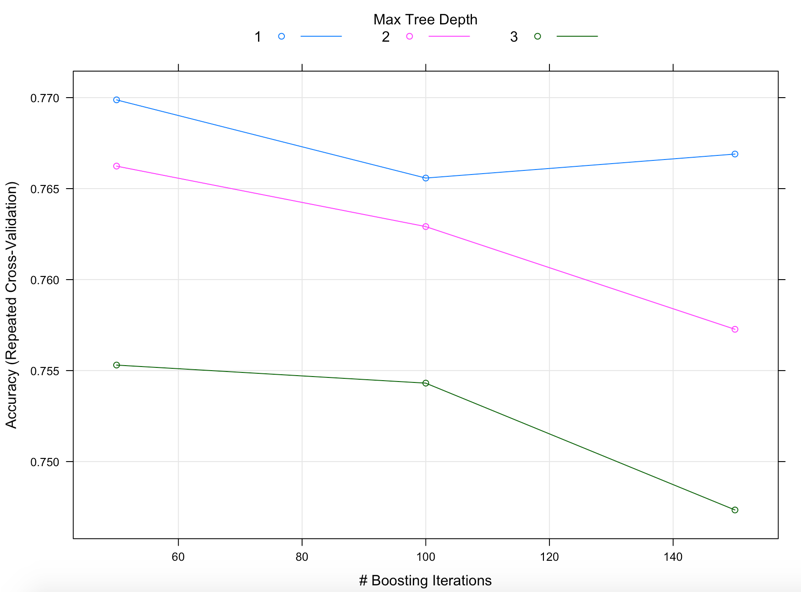 Max Tree Depth
1 2 3
0.770
0.765
0.760
0.755
0.750
Accuracy (Repeated Cross-Validation)
60 80 100 120 140
# Boosting Iterations